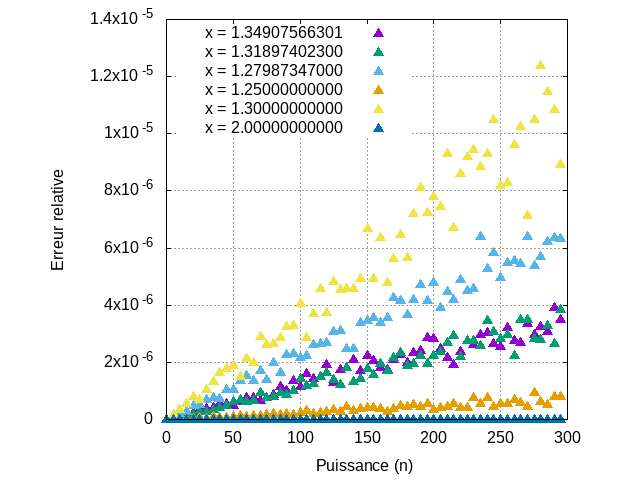 1.4x10 -5
1.2x10 -5
1x10 -5
8x10 -6
6x10 -6
4x10 -6
2x10 -6
0
Erreur relative
x = 1.34907566301
x = 1.31897402300
x = 1.27987347000
x = 1.25000000000
x = 1.30000000000
x = 2.00000000000
0 50 100 150 200 250 300
Puissance (n)